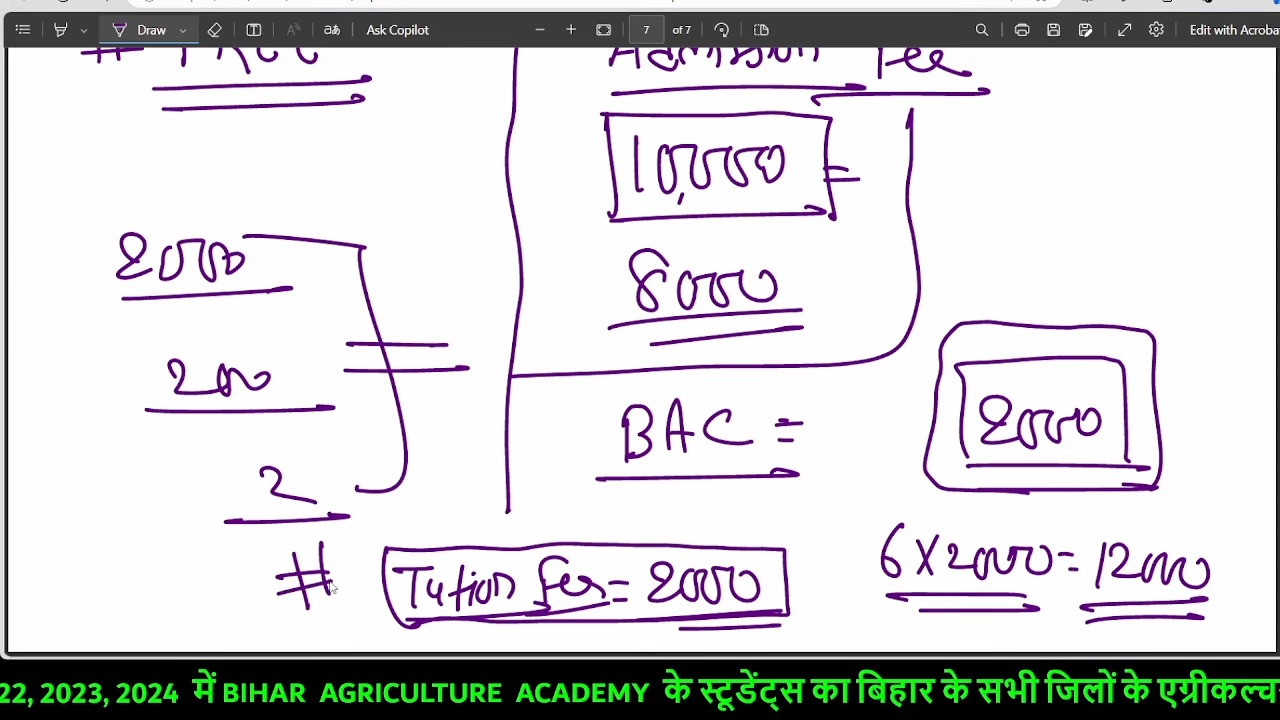 Draw
Ask Copilot
7 of 7
Edit with Acroba
Admission Fee
10,000 =
8000
2000
200
2
BAC =
2000
# Tution fes = 2000
6 X 2000 = 12000
22, 2023, 2024 में BIHAR AGRICULTURE ACADEMY के स्टूडेंट्स का बिहार के सभी जिलों के एग्रीकल्च